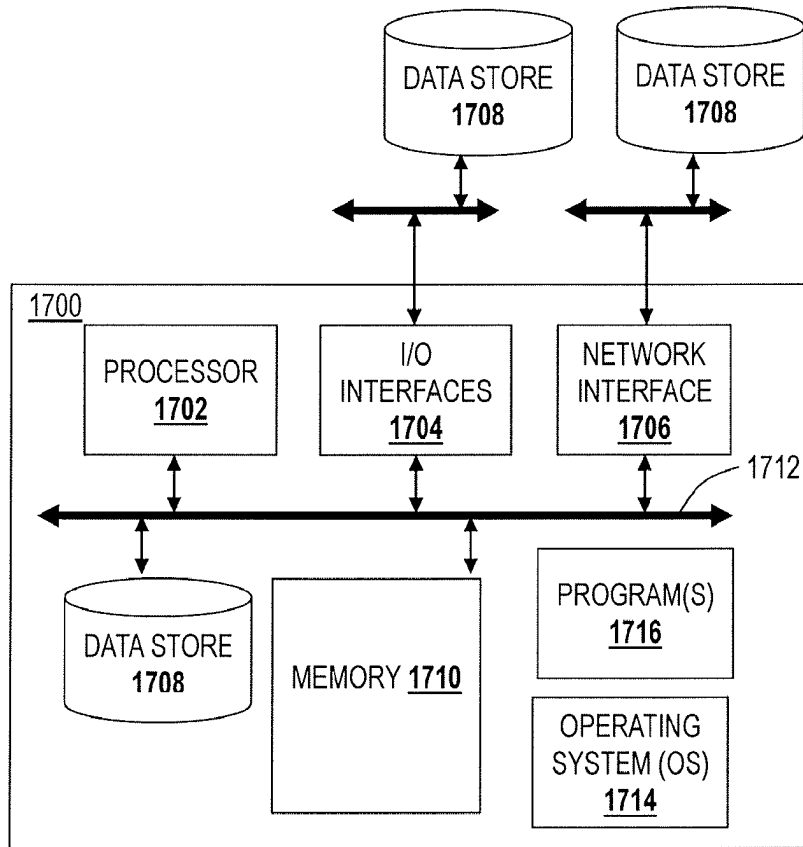 DATA STORE
1708
DATA STORE
1708
1700
PROCESSOR
1702
I/O
INTERFACES
1704
NETWORK
INTERFACE
1706
1712
DATA STORE
1708
MEMORY 1710
PROGRAM(S)
1716
OPERATING
SYSTEM (OS)
1714